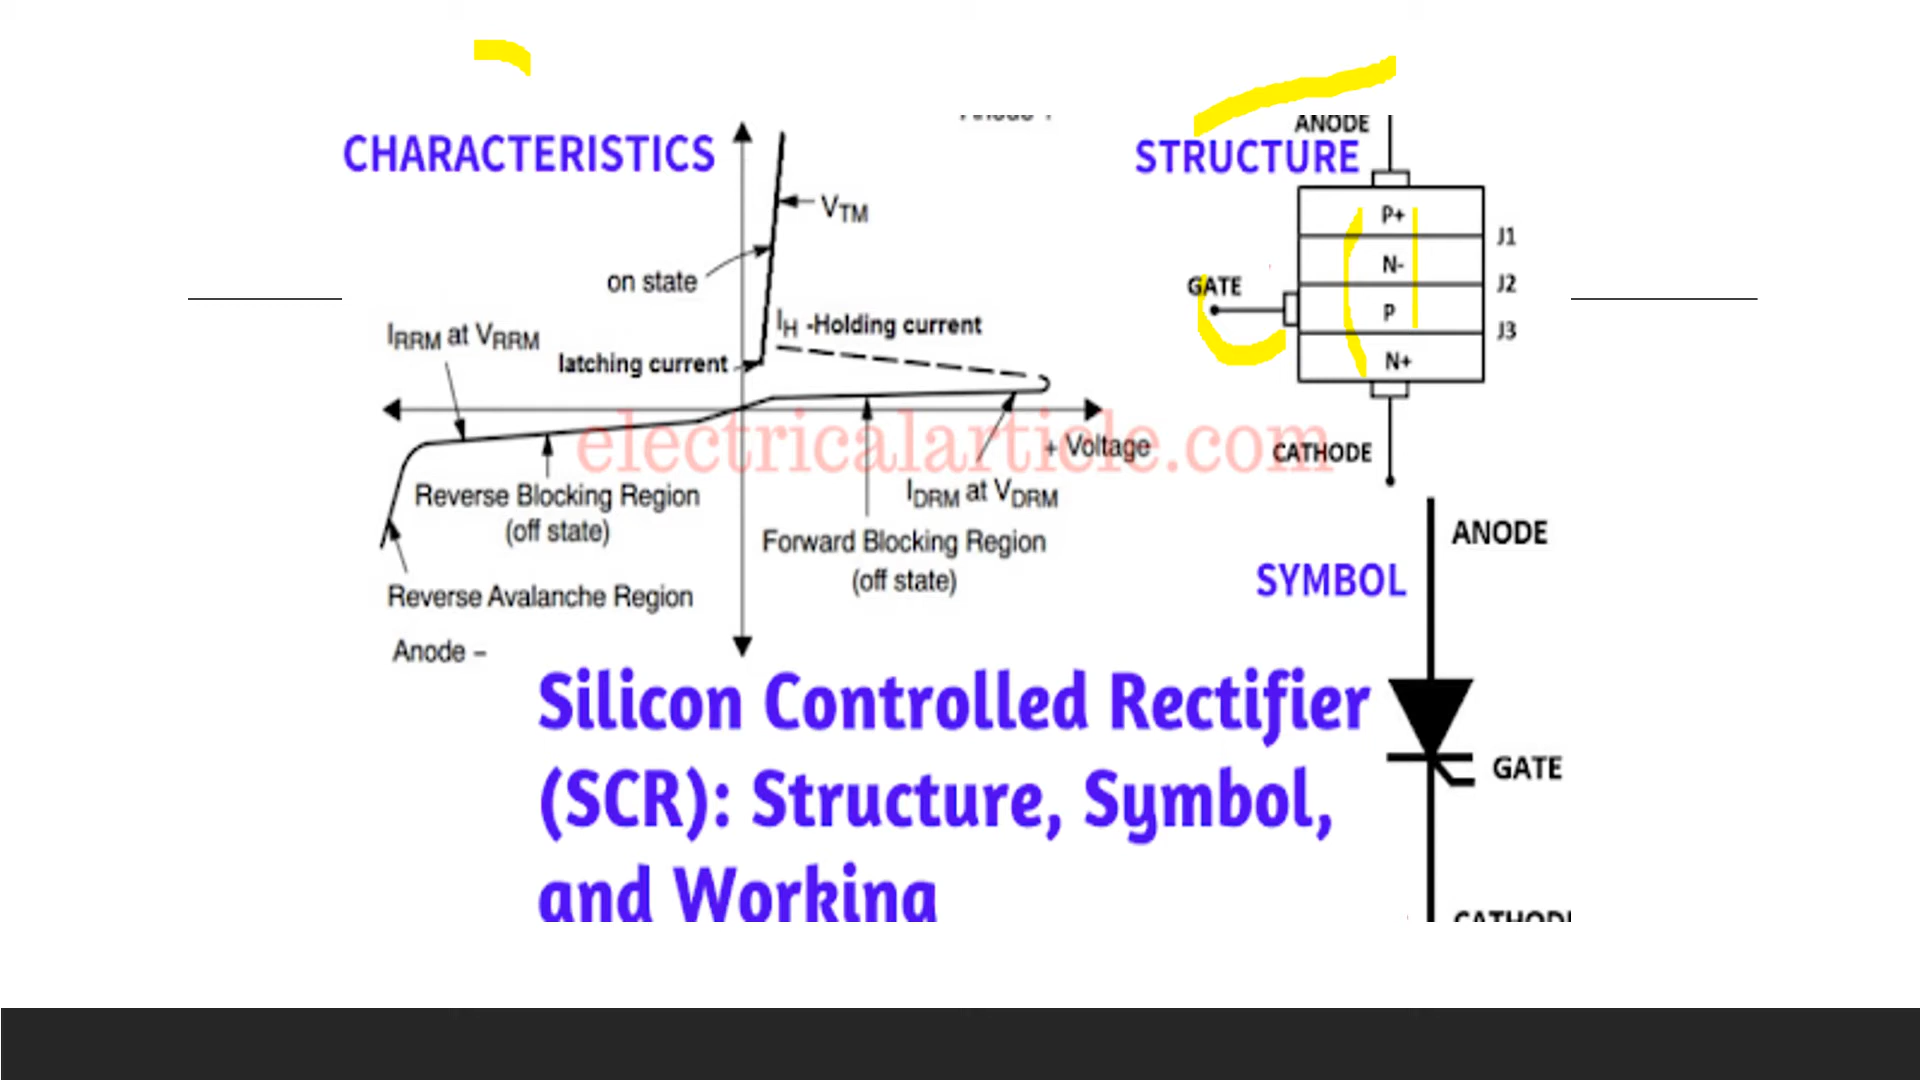 CHARACTERISTICS
VTM
on state
IH -Holding current
IRRM at VRRM
latching current
+ Voltage
IDRM at VDRM
Reverse Blocking Region
(off state)
Forward Blocking Region
(off state)
Reverse Avalanche Region
Anode –
electricalarticle.com
STRUCTURE
ANODE
P+
J1
N-
J2
GATE
P
J3
N+
CATHODE
SYMBOL
ANODE
GATE
Silicon Controlled Rectifier
(SCR): Structure, Symbol,
and Working